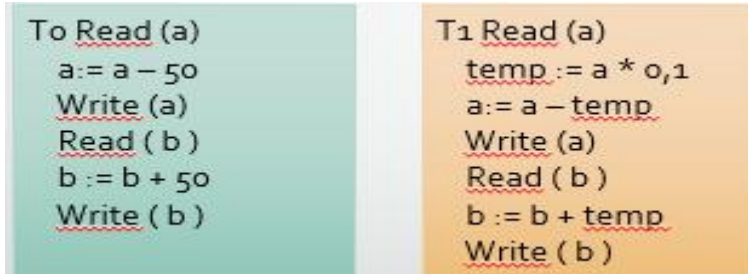 To Read (a)
a:= a – 50
Write (a)
Read ( b )
b := b + 50
Write ( b )
T1 Read (a)
temp := a * 0,1
a:= a – temp
Write (a)
Read ( b )
b := b + temp
Write ( b )